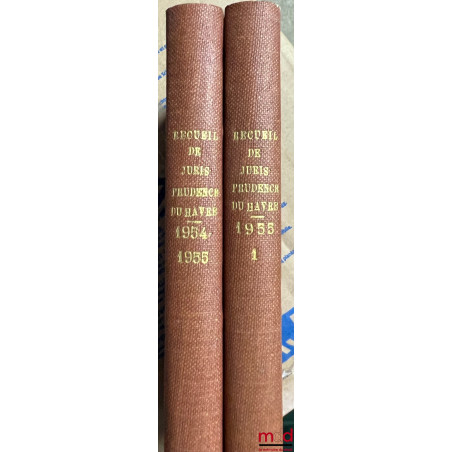 RECUEIL
DE
JURIS
PRUDENCE
DU HAVRE
1954
1955
RECUEIL
DE
JURIS
PRUDENCE
DU HAVRE
1955
1